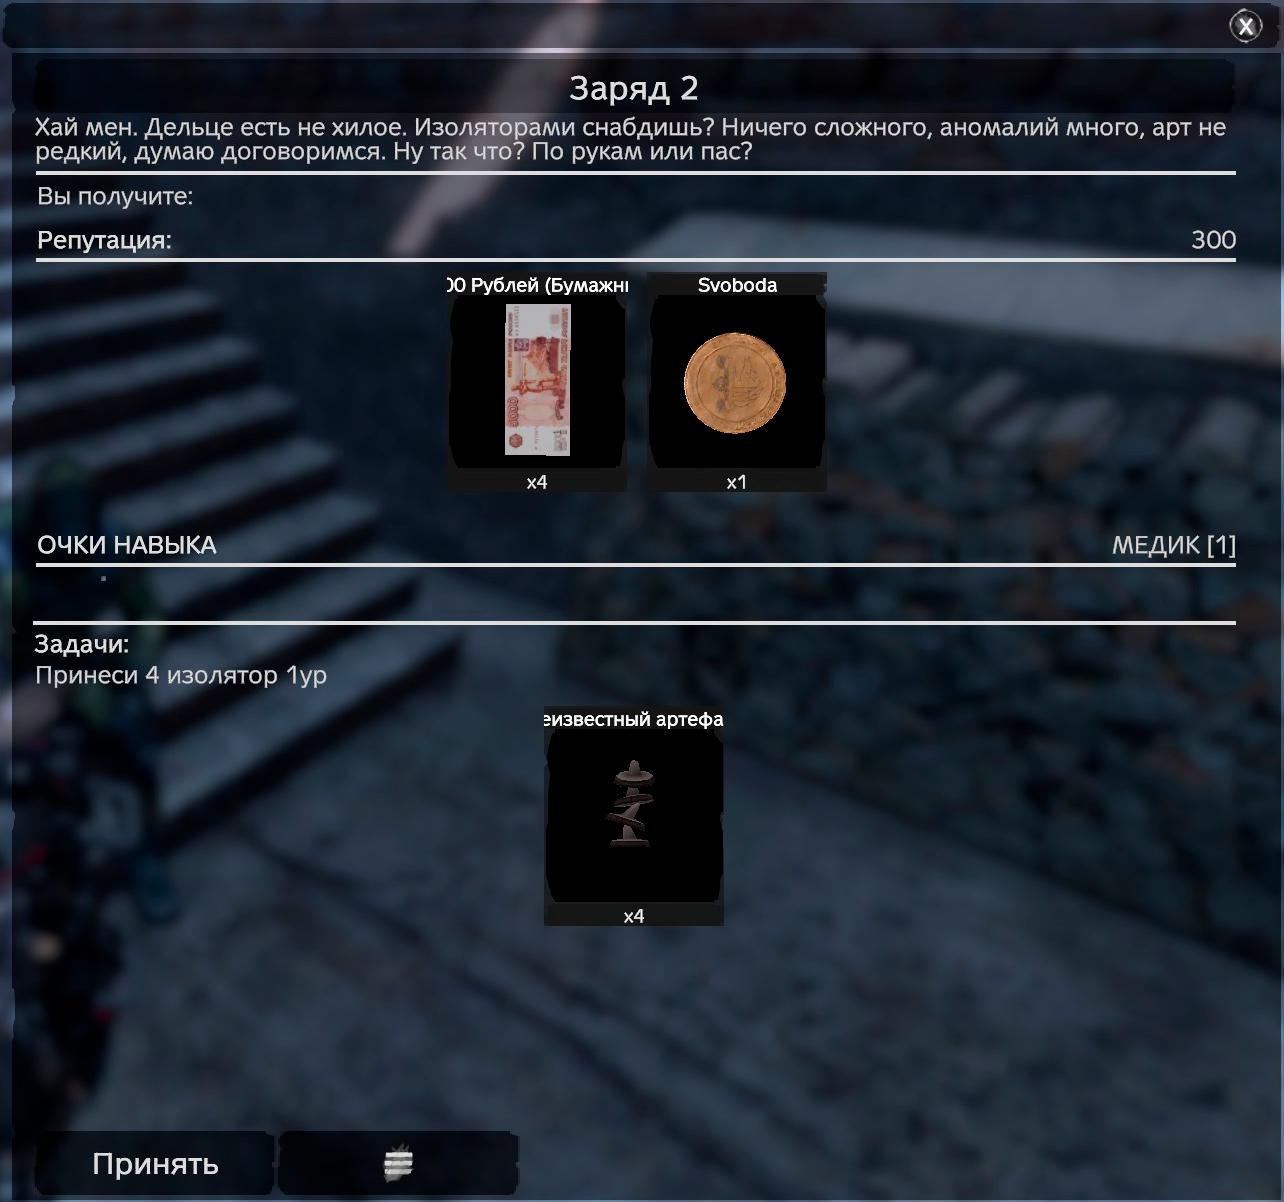 X
Заряд 2
Хай мен. Дельце есть не хилое. Изоляторами снабдишь? Ничего сложного, аномалий много, арт не
редкий, думаю договоримся. Ну так что? По рукам или пас?
Вы получите:
Репутация: 300
00 Рублей (Бумажн Svoboda
x4 x1
ОЧКИ НАВЫКА МЕДИК [1]
Задачи:
Принеси 4 изолятор 1ур
еизвестный артефа
x4
Принять